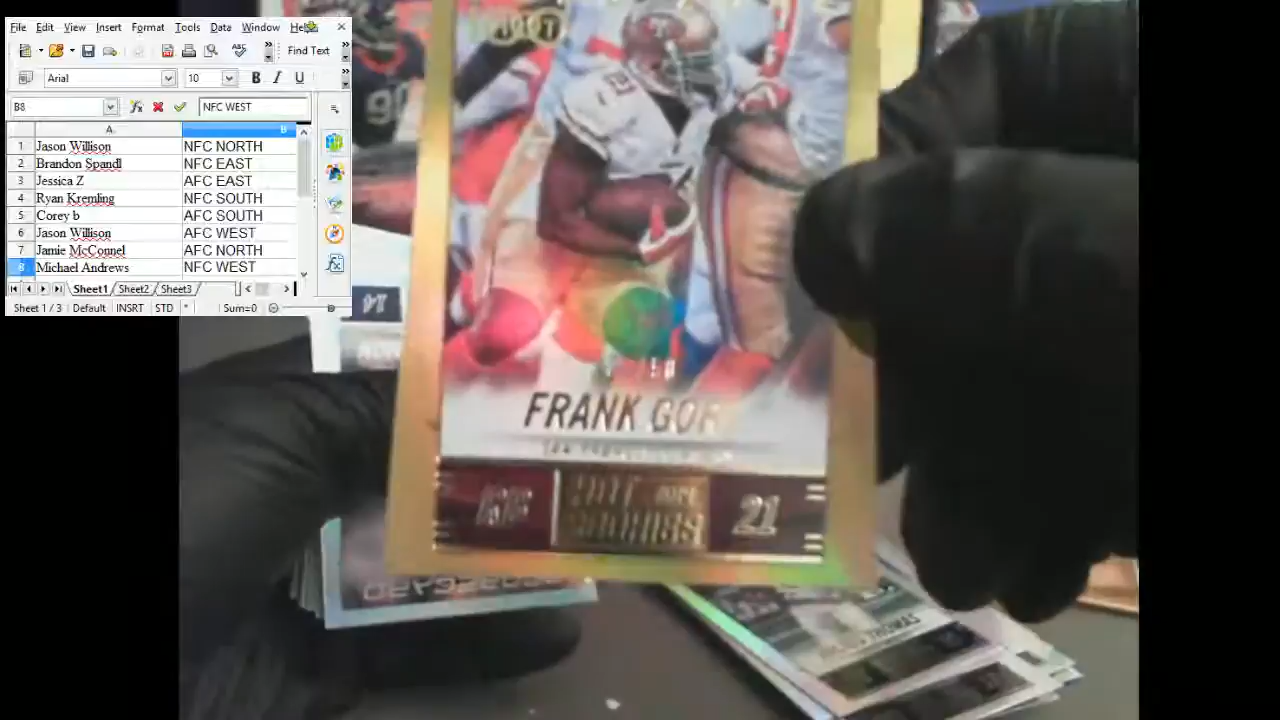 File Edit View Insert Format Tools Data Window Help
Find Text
Arial 10 B I U
B8 NFC WEST
A B
1 Jason Willison NFC NORTH
2 Brandon Spandl NFC EAST
3 Jessica Z AFC EAST
4 Ryan Kremling NFC SOUTH
5 Corey b AFC SOUTH
6 Jason Willison AFC WEST
7 Jamie McConnel AFC NORTH
8 Michael Andrews NFC WEST
Sheet1 Sheet2 Sheet3
Sheet 1 / 3 Default INSRT STD * Sum=0
FRANK GOR
21
THOMAS